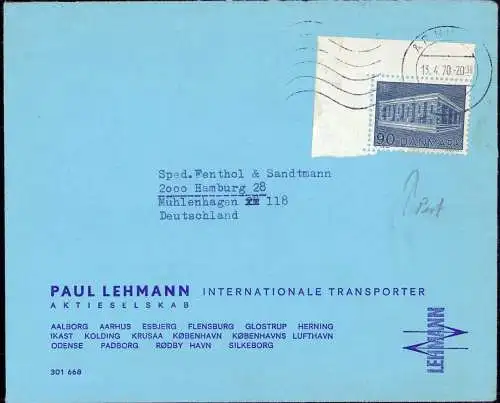 13.4.70-20
90 DANMARK
Sped. Fenthol & Sandtmann
2000 Hamburg 28
Mühlenhagen 118
Deutschland
PAUL LEHMANN INTERNATIONALE TRANSPORTER
AKTIESELSKAB
AALBORG AARHUS ESBJERG FLENSBURG GLOSTRUP HERNING
IKAST KOLDING KRUSAA KØBENHAVN KØBENHAVNS LUFTHAVN
ODENSE PADBORG RØDBY HAVN SILKEBORG
301 668
LEHMANN